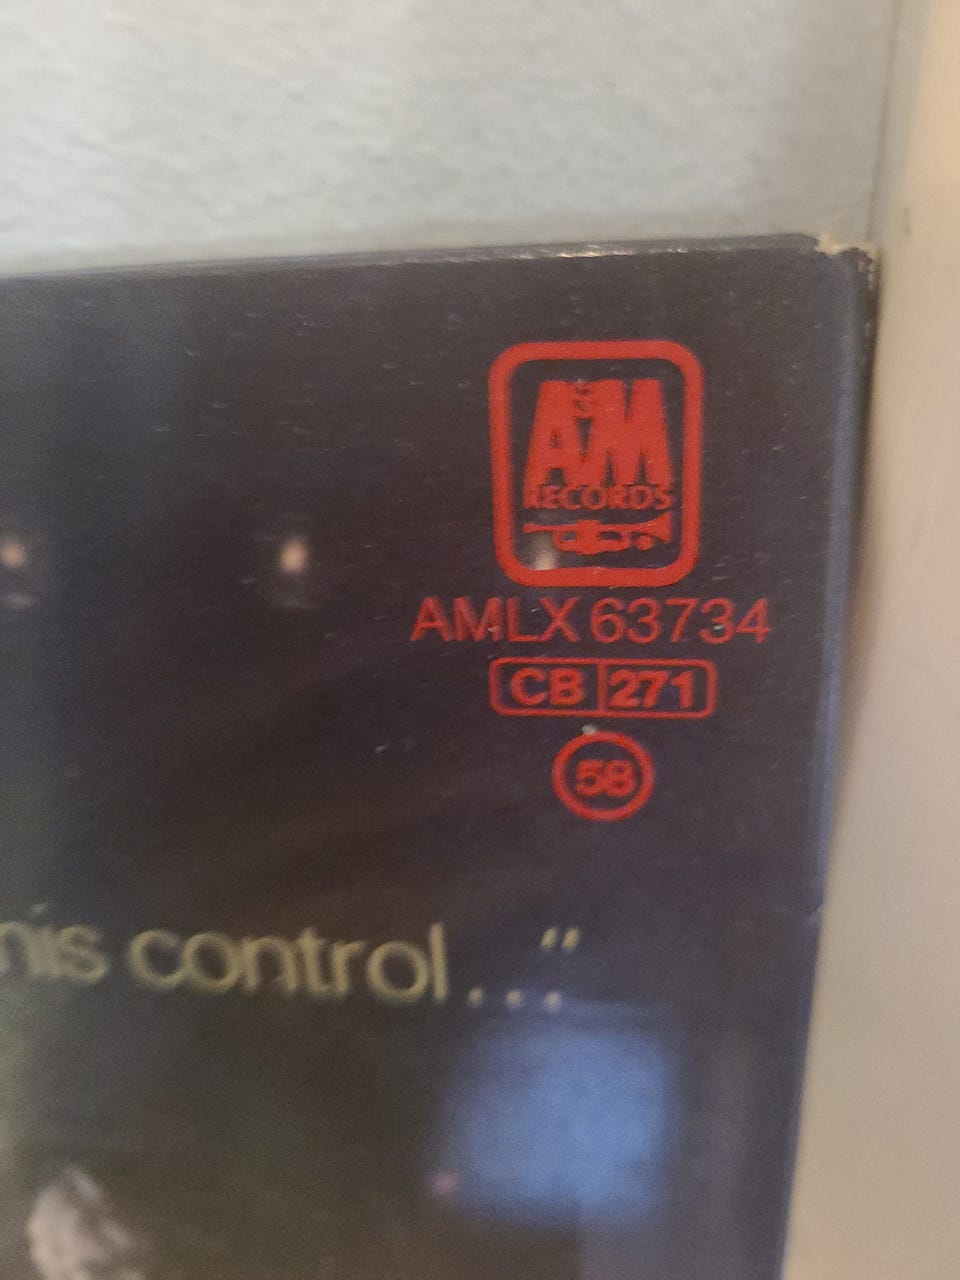 A&M
RECORDS
AMLX 63734
CB 271
58
control..."